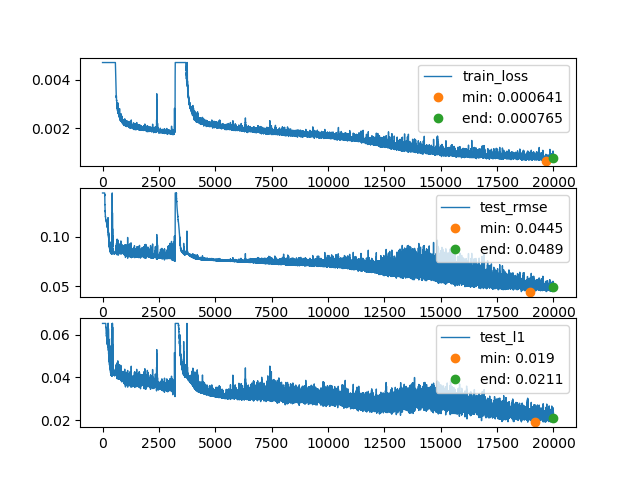 0.004
0.002
train_loss
min: 0.000641
end: 0.000765
0 2500 5000 7500 10000 12500 15000 17500 20000
0.10
0.05
test_rmse
min: 0.0445
end: 0.0489
0 2500 5000 7500 10000 12500 15000 17500 20000
0.06
0.04
0.02
test_l1
min: 0.019
end: 0.0211
0 2500 5000 7500 10000 12500 15000 17500 20000